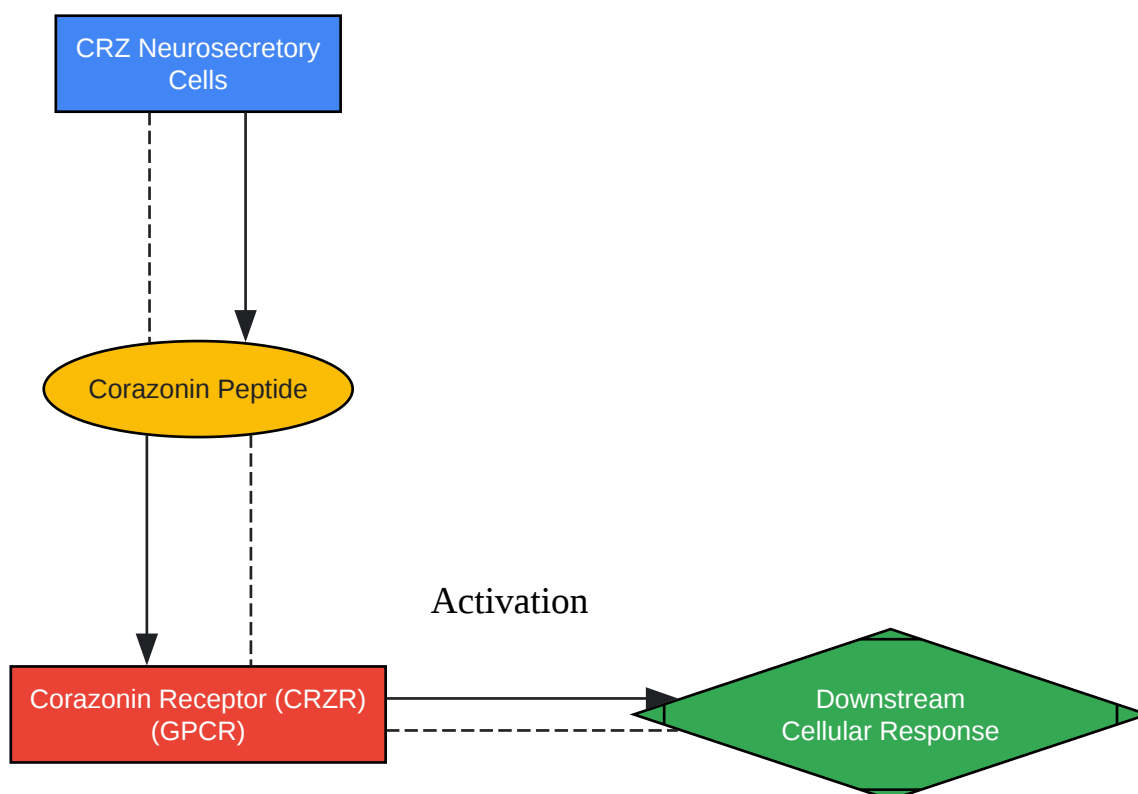 CRZ Neurosecretory
Cells
Corazonin Peptide
Activation
Corazonin Receptor (CRZR)
(GPCR)
Downstream
Cellular Response